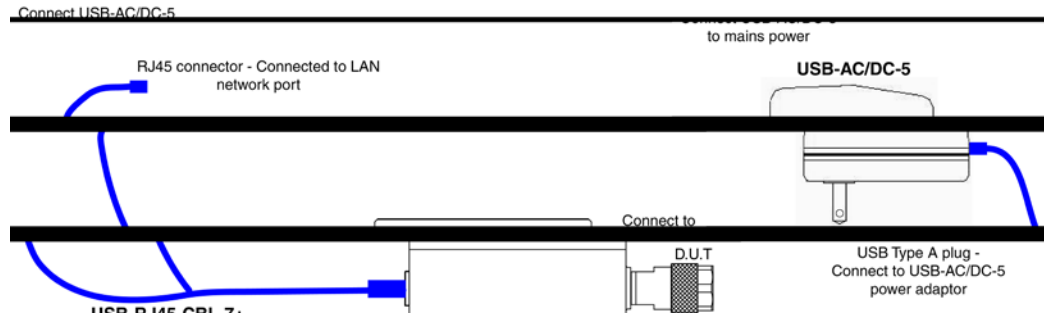 Connect USB-AC/DC-5
to mains power
RJ45 connector - Connected to LAN
network port
USB-AC/DC-5
Connect to
D.U.T
USB Type A plug -
Connect to USB-AC/DC-5
power adaptor